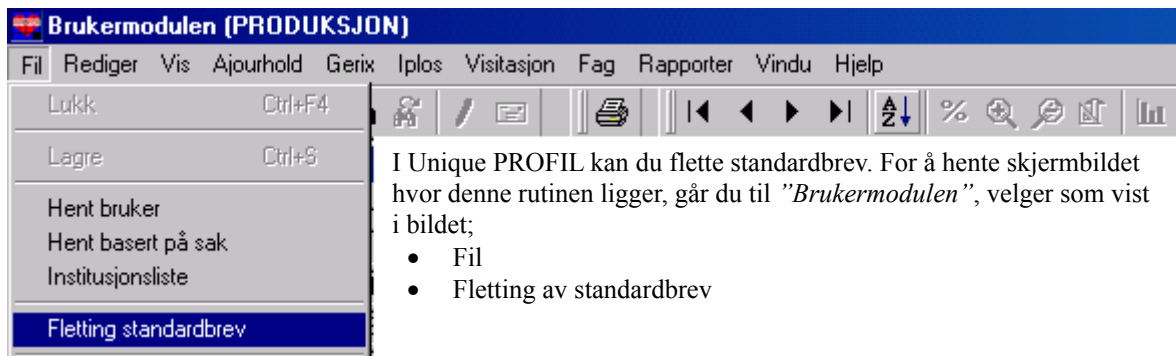 Brukermodulen (PRODUKSJON)
Fil Rediger Vis Ajourhold Gerix Iplos Visitasjon Fag Rapporter Vindu Hjelp
Lukk Ctrl+F4
Lagre Ctrl+S
Hent bruker
Hent basert på sak
Institusjonsliste
Fletting standardbrev
I Unique PROFIL kan du flette standardbrev. For å hente skjermbildet
hvor denne rutinen ligger, går du til ”Brukermodulen”, velger som vist
i bildet;
• Fil
• Fletting av standardbrev